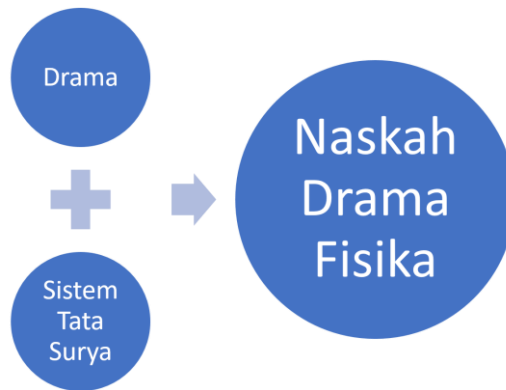 Drama
Sistem
Tata
Surya
Naskah
Drama
Fisika